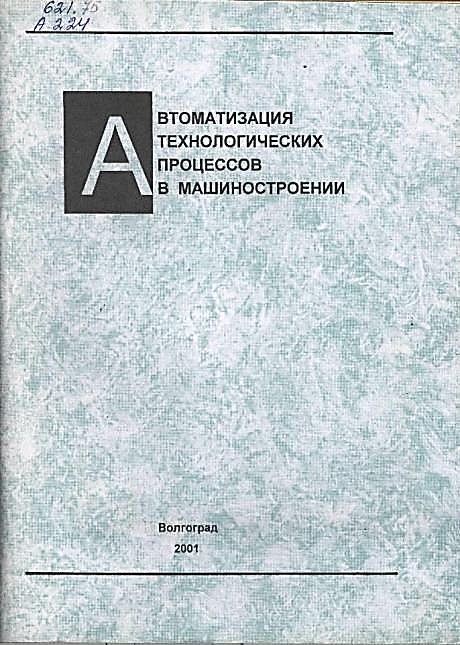 621.75
А.224
АВТОМАТИЗАЦИЯ
ТЕХНОЛОГИЧЕСКИХ
ПРОЦЕССОВ
В МАШИНОСТРОЕНИИ
Волгоград
2001